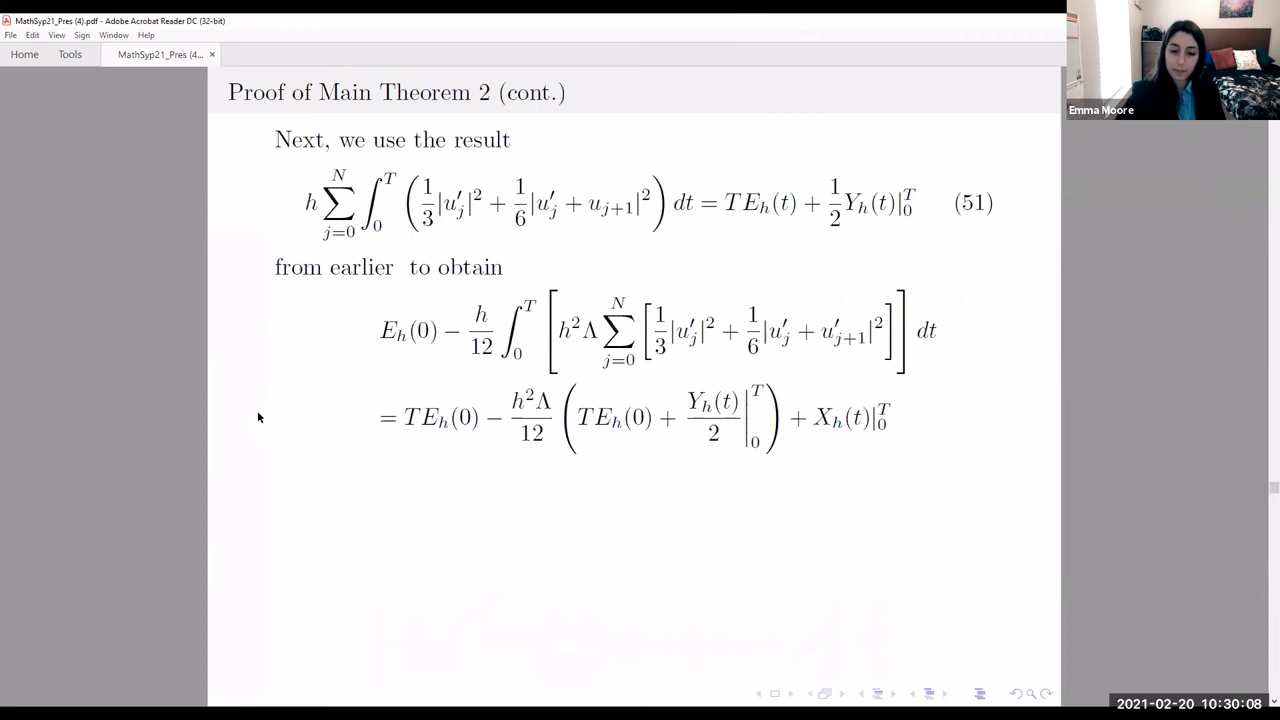 MathSyp21_Pres (4).pdf - Adobe Acrobat Reader DC (32-bit)
File Edit View Sign Window Help
Home Tools MathSyp21_Pres (4... ×
Emma Moore
Proof of Main Theorem 2 (cont.)
Next, we use the result
h \sum_{j=0}^{N} \int_0^T \left( \frac{1}{3}|u'_j|^2 + \frac{1}{6}|u'_j + u_{j+1}|^2 \right) dt = TE_h(t) + \frac{1}{2} Y_h(t)|_0^T (51)
from earlier to obtain
E_h(0) - \frac{h}{12} \int_0^T \left[ h^2 \Lambda \sum_{j=0}^{N} \left[ \frac{1}{3}|u'_j|^2 + \frac{1}{6}|u'_j + u'_{j+1}|^2 \right] \right] dt
= TE_h(0) - \frac{h^2 \Lambda}{12} \left( TE_h(0) + \frac{Y_h(t)}{2} \Big|_0^T \right) + X_h(t)|_0^T
2021-02-20 10:30:08